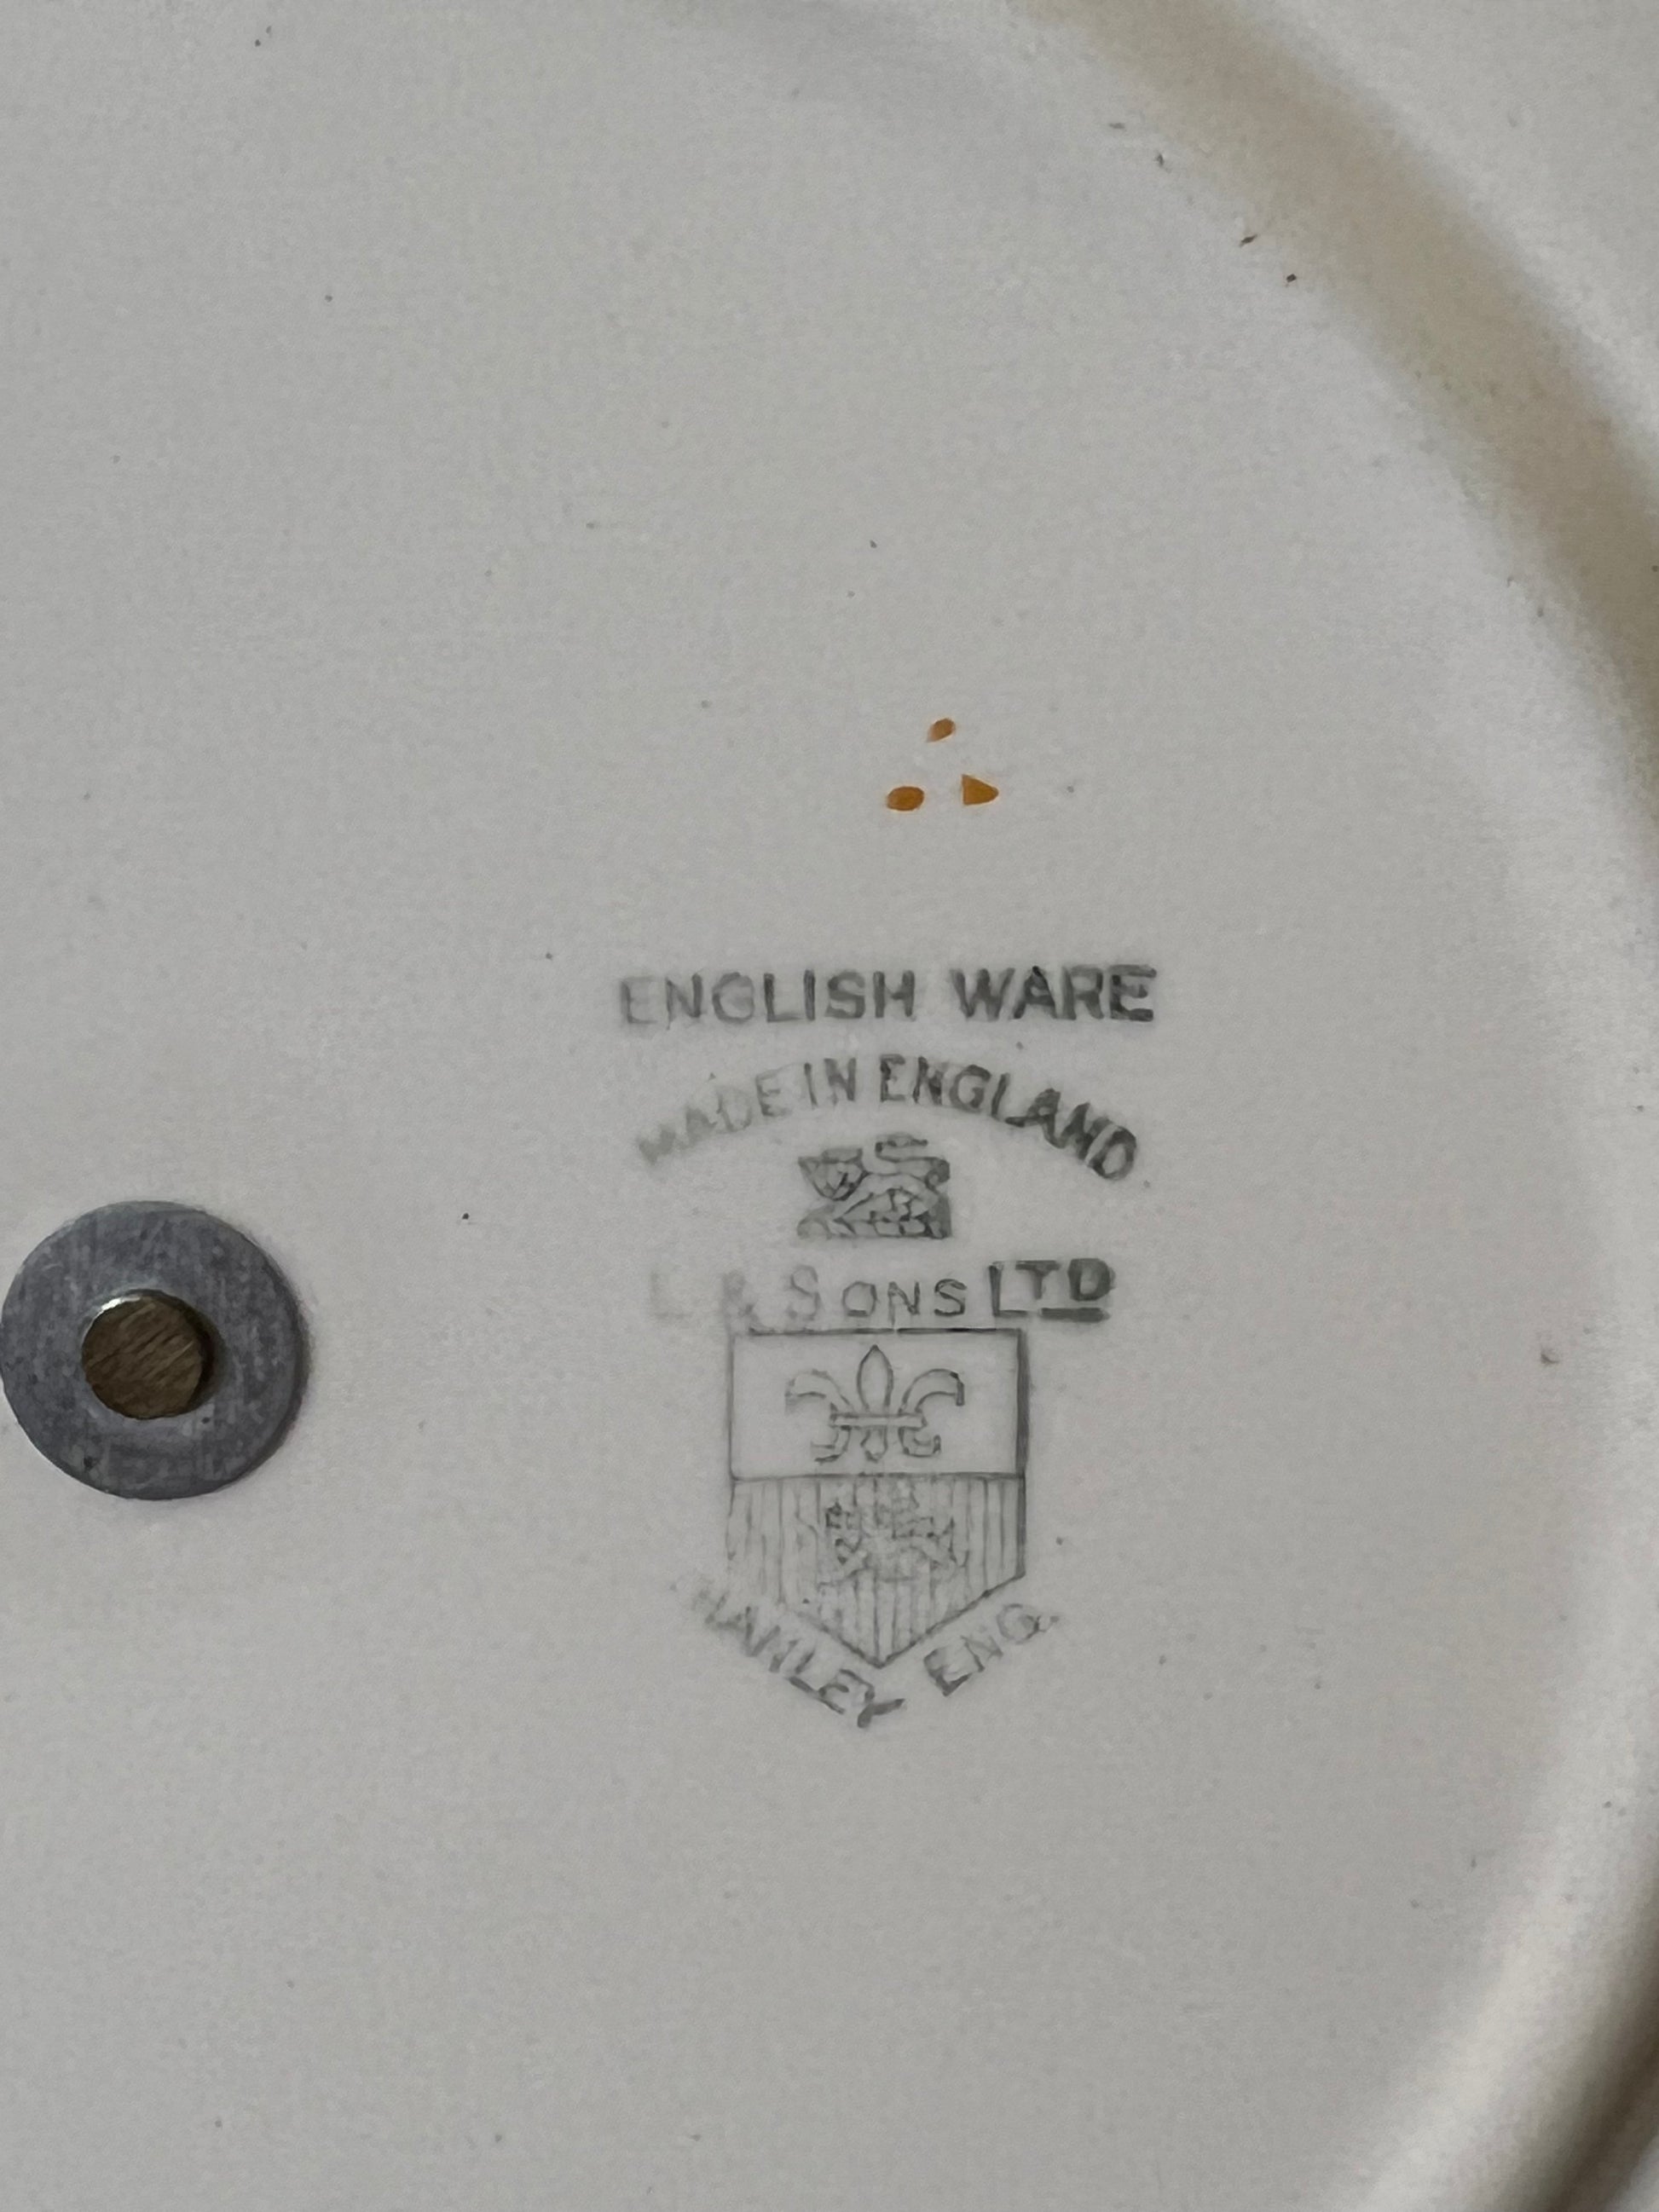 ENGLISH WARE
MADE IN ENGLAND
L & SONS LTD
HANLEY ENG.